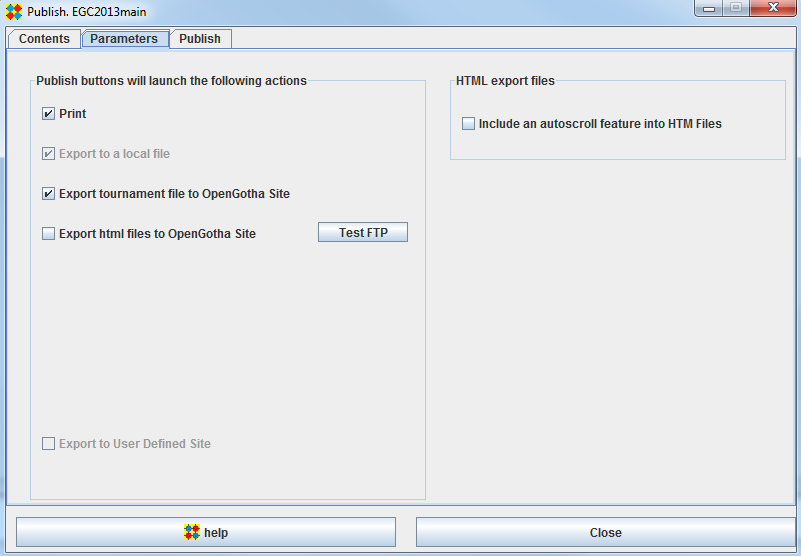 Publish. EGC2013main
Contents
Parameters
Publish
Publish buttons will launch the following actions
Print
Export to a local file
Export tournament file to OpenGotha Site
Export html files to OpenGotha Site
Test FTP
Export to User Defined Site
HTML export files
Include an autoscroll feature into HTM Files
help
Close